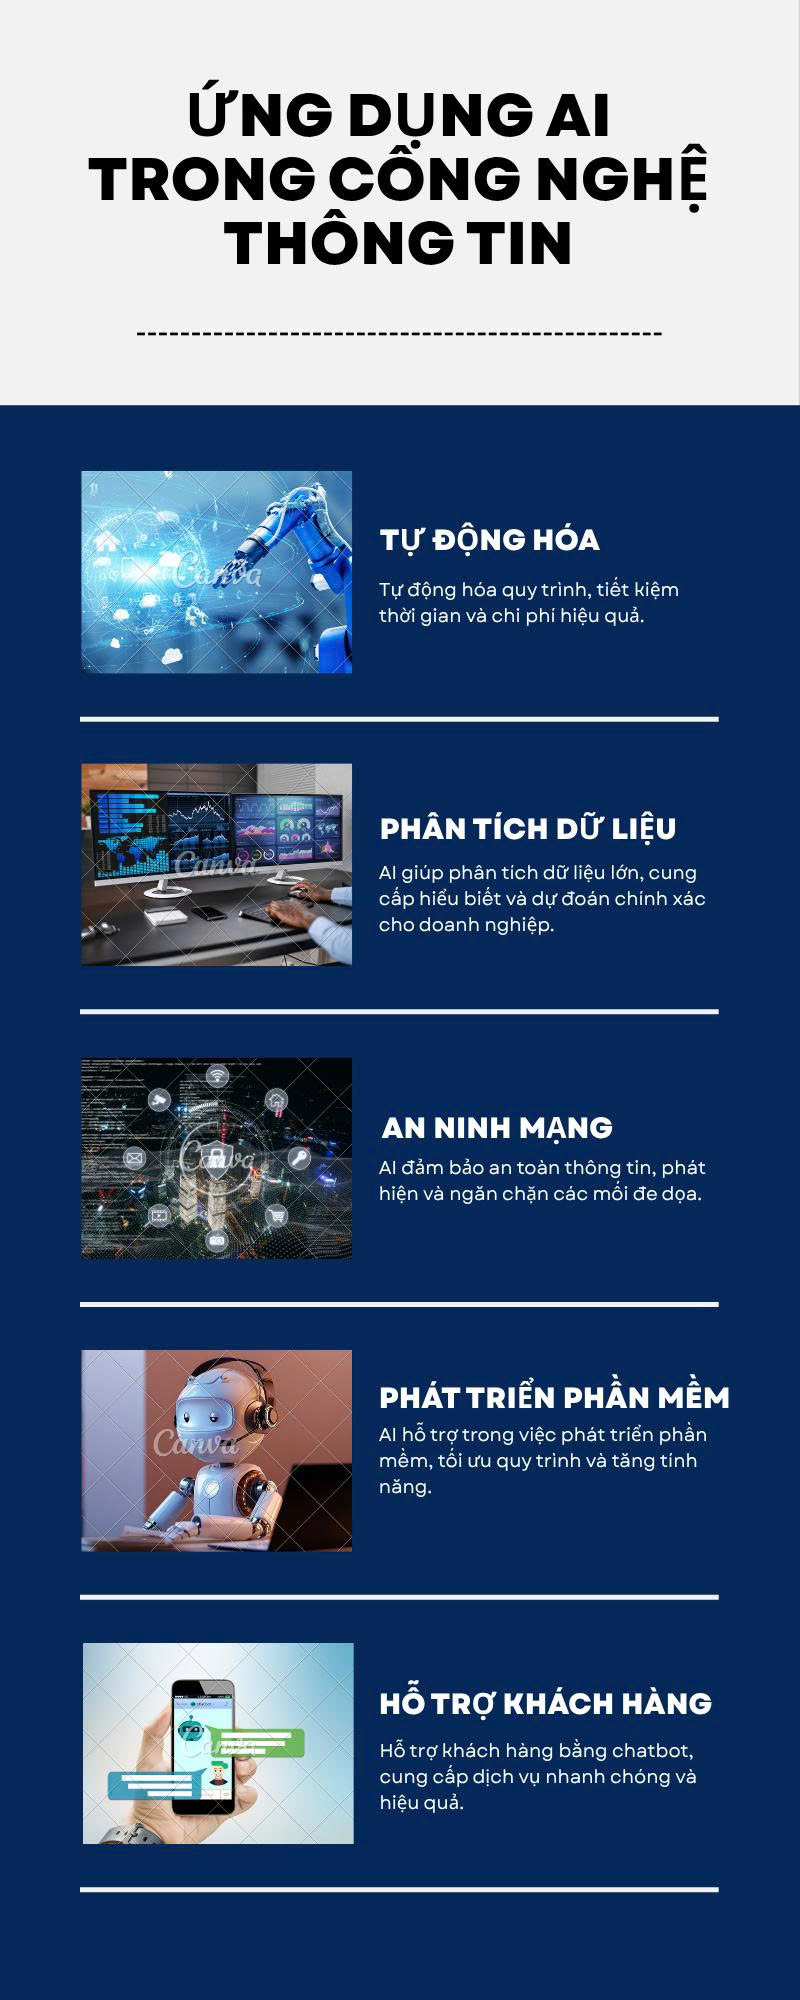 ỨNG DỤNG AI
TRONG CÔNG NGHỆ
THÔNG TIN
Canva
TỰ ĐỘNG HÓA
Tự động hóa quy trình, tiết kiệm
thời gian và chi phí hiệu quả.
Canva
PHÂN TÍCH DỮ LIỆU
AI giúp phân tích dữ liệu lớn, cung
cấp hiểu biết và dự đoán chính xác
cho doanh nghiệp.
Canva
AN NINH MẠNG
AI đảm bảo an toàn thông tin, phát
hiện và ngăn chặn các mối đe dọa.
Canva
PHÁT TRIỂN PHẦN MỀM
AI hỗ trợ trong việc phát triển phần
mềm, tối ưu quy trình và tăng tính
năng.
Canva
HỖ TRỢ KHÁCH HÀNG
Hỗ trợ khách hàng bằng chatbot,
cung cấp dịch vụ nhanh chóng và
hiệu quả.